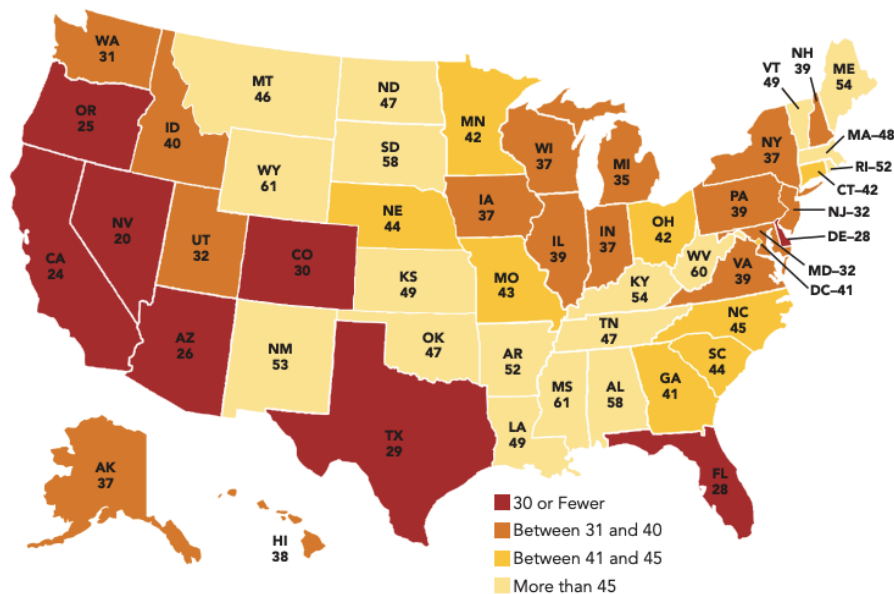 WA
31
OR
25
ID
40
MT
46
ND
47
MN
42
SD
58
WY
61
NV
20
CA
24
UT
32
CO
30
AZ
26
NM
53
NE
44
KS
49
OK
47
TX
29
IA
37
MO
43
AR
52
LA
49
WI
37
IL
39
MI
35
IN
37
OH
42
KY
54
TN
47
MS
61
AL
58
GA
41
FL
28
SC
44
NC
45
VA
39
WV
60
PA
39
NY
37
VT
49
NH
39
ME
54
MA–48
RI–52
CT–42
NJ–32
DE–28
MD–32
DC–41
AK
37
HI
38
30 or Fewer
Between 31 and 40
Between 41 and 45
More than 45